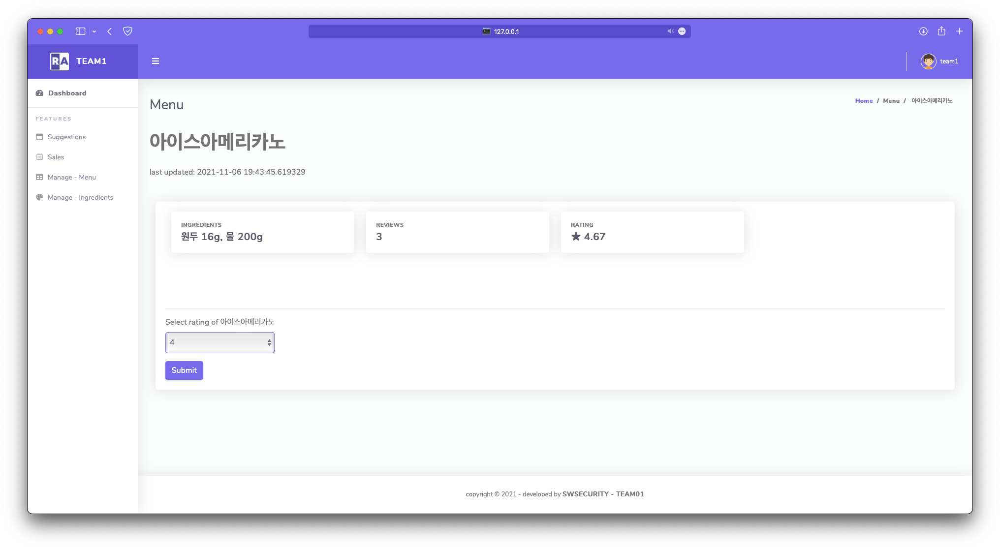 127.0.0.1
RA TEAM1
team1
Dashboard
FEATURES
Suggestions
Sales
Manage - Menu
Manage - Ingredients
Menu
Home / Menu / 아이스아메리카노
아이스아메리카노
last updated: 2021-11-06 19:43:45.619329
INGREDIENTS
원두 16g, 물 200g
REVIEWS
3
RATING
★ 4.67
Select rating of 아이스아메리카노
4
Submit
copyright © 2021 - developed by SWSECURITY - TEAM01